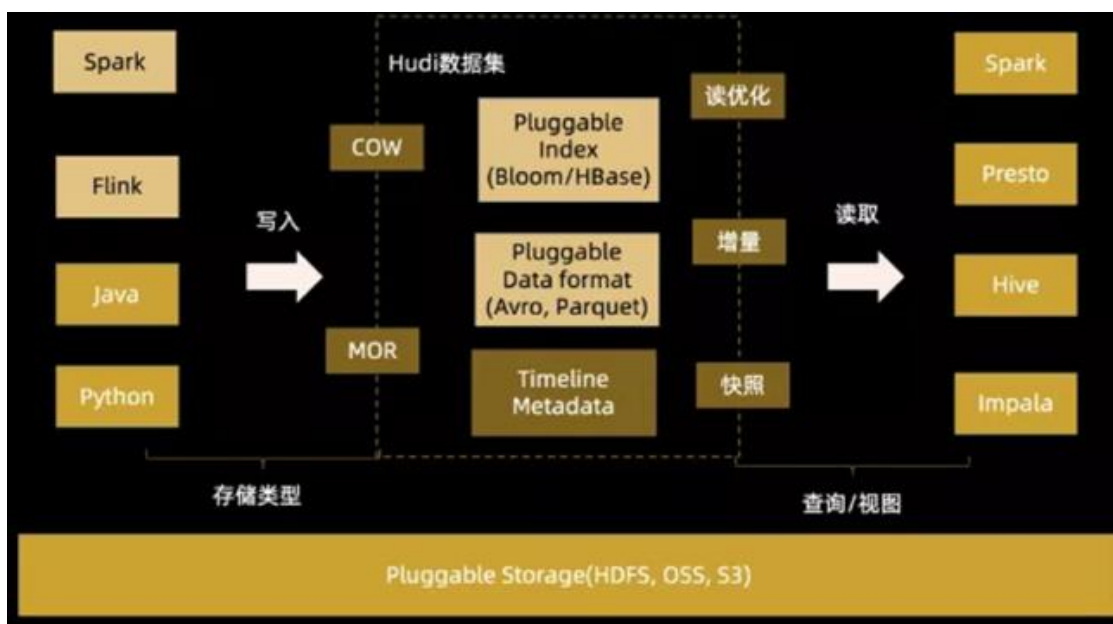 Spark
Flink
Java
Python
写入
存储类型
Hudi数据集
COW
MOR
Pluggable
Index
(Bloom/HBase)
Pluggable
Data format
(Avro, Parquet)
Timeline
Metadata
读优化
增量
快照
读取
查询/视图
Spark
Presto
Hive
Impala
Pluggable Storage(HDFS, OSS, S3)